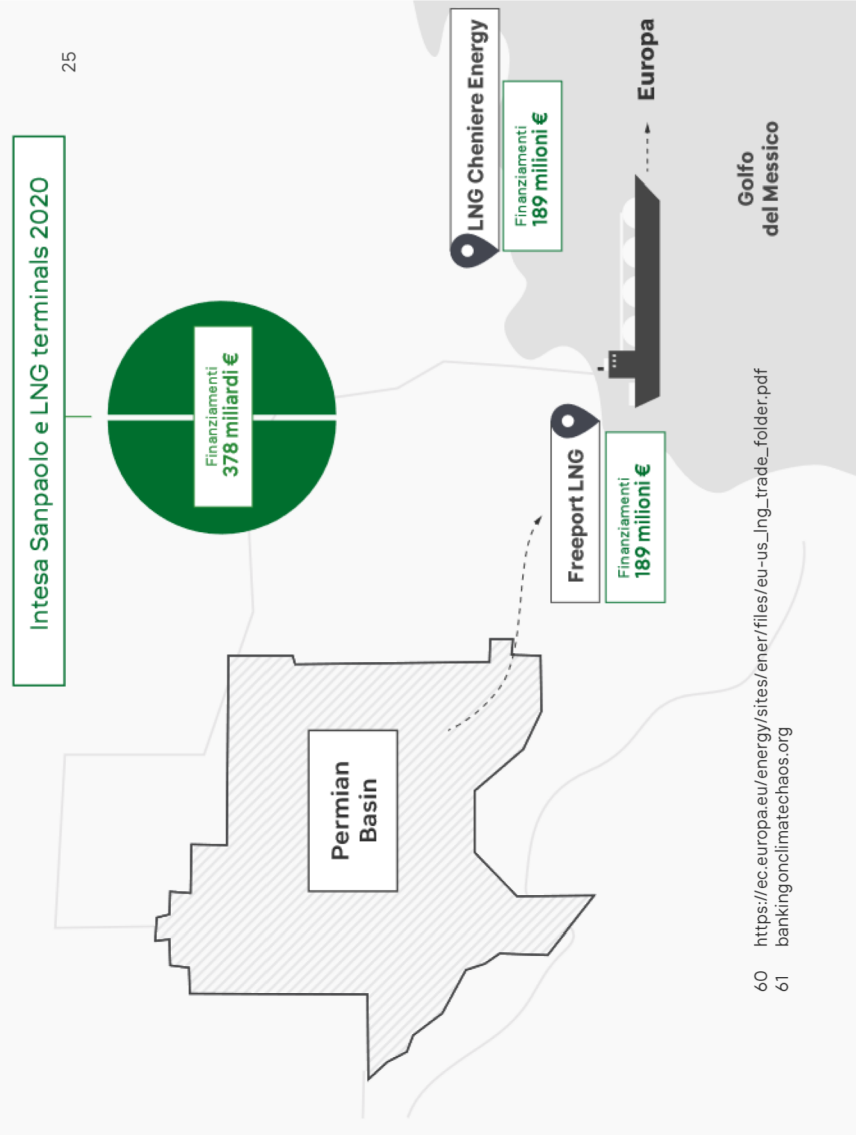 Intesa Sanpaolo e LNG terminals 2020
25
Finanziamenti
378 miliardi €
Permian
Basin
Freeport LNG
Finanziamenti
189 milioni €
LNG Cheniere Energy
Finanziamenti
189 milioni €
Europa
Golfo
del Messico
60 https://ec.europa.eu/energy/sites/ener/files/eu-us_lng_trade_folder.pdf
61 bankingonclimatechaos.org